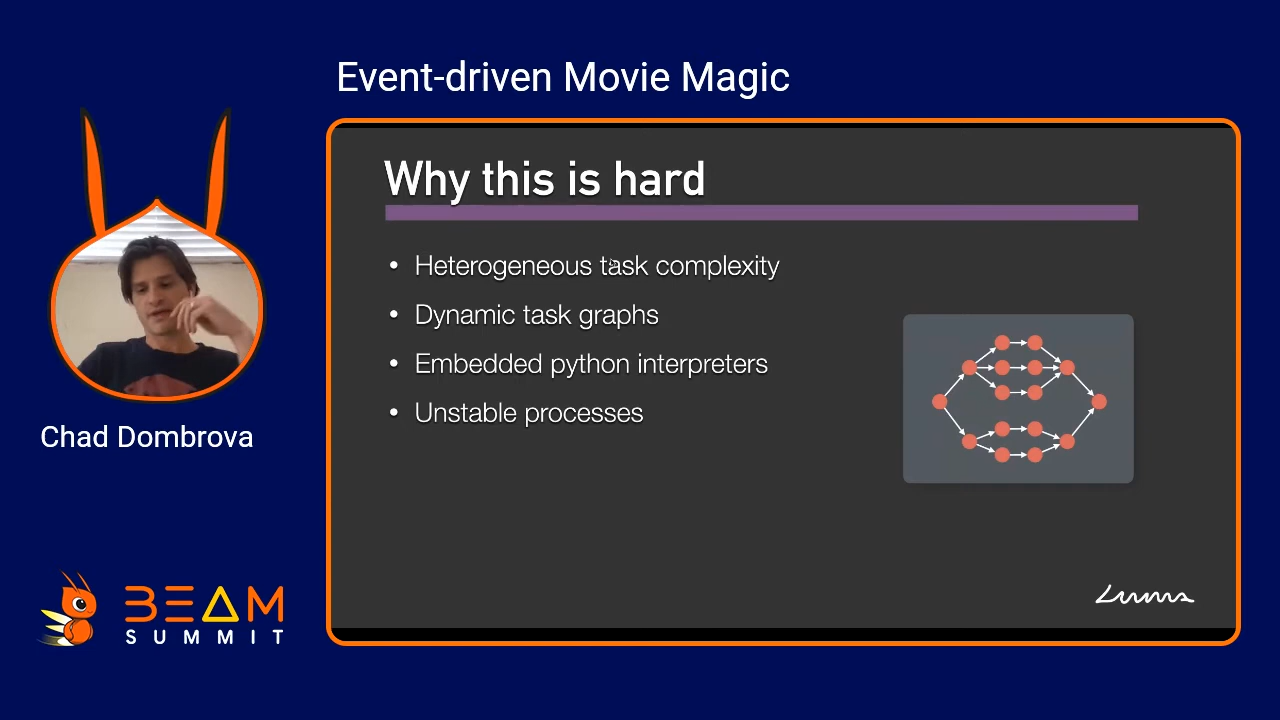 Event-driven Movie Magic
Why this is hard
• Heterogeneous task complexity
• Dynamic task graphs
• Embedded python interpreters
• Unstable processes
Luma
Chad Dombrova
BEAM
SUMMIT